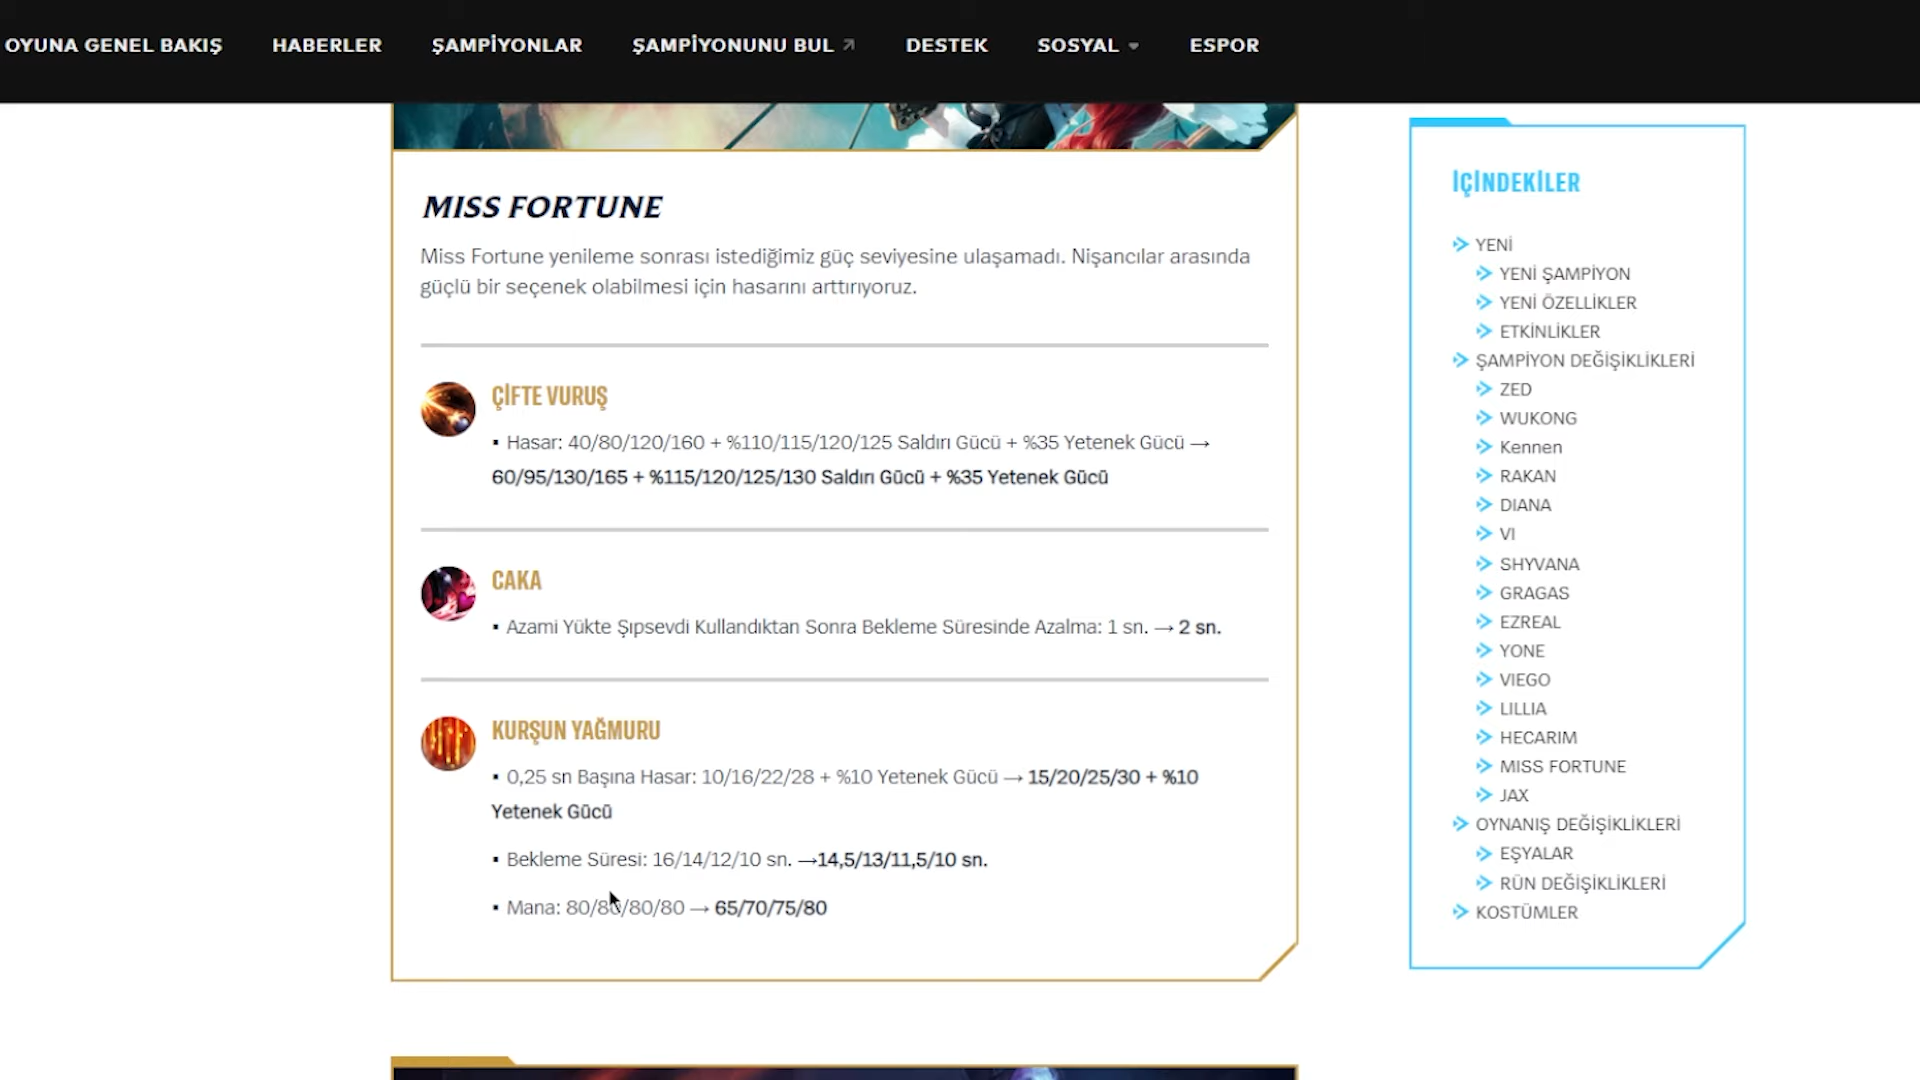 OYUNA GENEL BAKIŞ HABERLER ŞAMPİYONLAR ŞAMPİYONUNU BUL DESTEK SOSYAL ESPOR
MISS FORTUNE
Miss Fortune yenileme sonrası istediğimiz güç seviyesine ulaşamadı. Nişancılar arasında
güçlü bir seçenek olabilmesi için hasarını arttırıyoruz.
ÇİFTE VURUŞ
▪ Hasar: 40/80/120/160 + %110/115/120/125 Saldırı Gücü + %35 Yetenek Gücü →
60/95/130/165 + %115/120/125/130 Saldırı Gücü + %35 Yetenek Gücü
CAKA
▪ Azami Yükte Şıpsevdi Kullandıktan Sonra Bekleme Süresinde Azalma: 1 sn. → 2 sn.
KURŞUN YAĞMURU
▪ 0,25 sn Başına Hasar: 10/16/22/28 + %10 Yetenek Gücü → 15/20/25/30 + %10
Yetenek Gücü
▪ Bekleme Süresi: 16/14/12/10 sn. →14,5/13/11,5/10 sn.
▪ Mana: 80/80/80/80 → 65/70/75/80
İÇİNDEKİLER
YENİ
YENİ ŞAMPİYON
YENİ ÖZELLİKLER
ETKİNLİKLER
ŞAMPİYON DEĞİŞİKLİKLERİ
ZED
WUKONG
Kennen
RAKAN
DIANA
VI
SHYVANA
GRAGAS
EZREAL
YONE
VIEGO
LILLIA
HECARIM
MISS FORTUNE
JAX
OYNANIŞ DEĞİŞİKLİKLERİ
EŞYALAR
RÜN DEĞİŞİKLİKLERİ
KOSTÜMLER